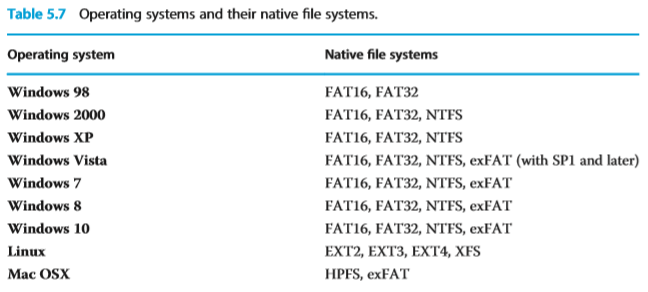 Table 5.7 Operating systems and their native file systems.
Operating system Native file systems
Windows 98 FAT16, FAT32
Windows 2000 FAT16, FAT32, NTFS
Windows XP FAT16, FAT32, NTFS
Windows Vista FAT16, FAT32, NTFS, exFAT (with SP1 and later)
Windows 7 FAT16, FAT32, NTFS, exFAT
Windows 8 FAT16, FAT32, NTFS, exFAT
Windows 10 FAT16, FAT32, NTFS, exFAT
Linux EXT2, EXT3, EXT4, XFS
Mac OSX HPFS, exFAT